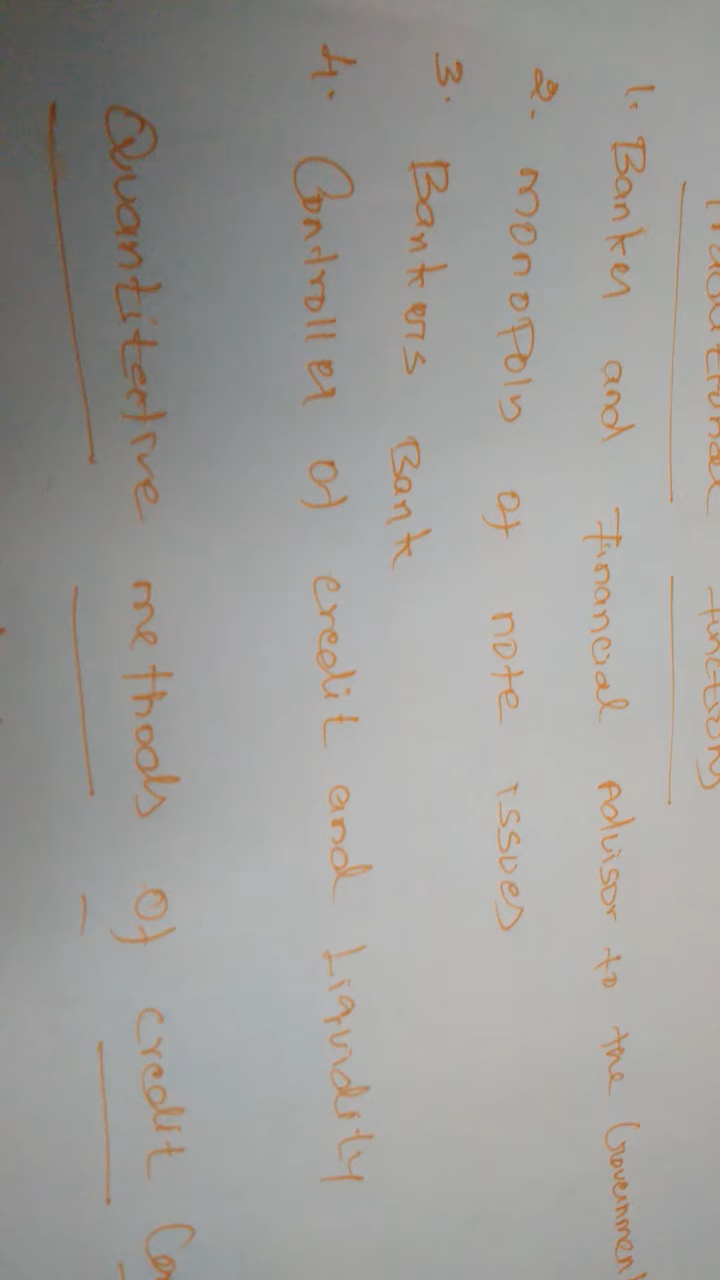 functions
1. Banker and Financial Advisor to the Government
2. monopoly of note issues
3. Bankers Bank
4. Controller of credit and Liquidity
Quantitative methods of credit